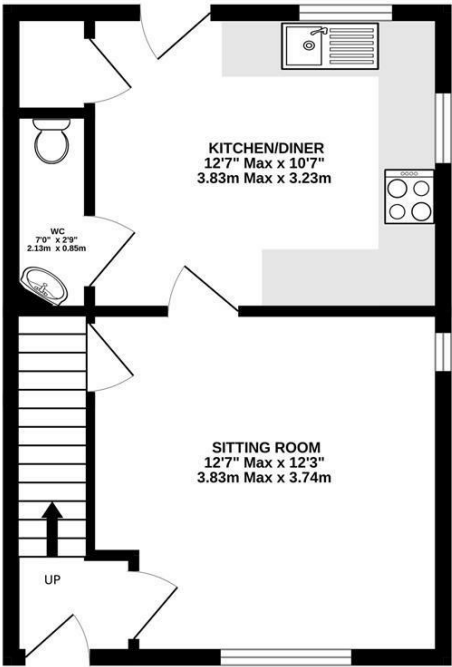 KITCHEN/DINER
12'7" Max x 10'7"
3.83m Max x 3.23m
WC
7'0" x 2'9"
2.13m x 0.85m
SITTING ROOM
12'7" Max x 12'3"
3.83m Max x 3.74m
UP